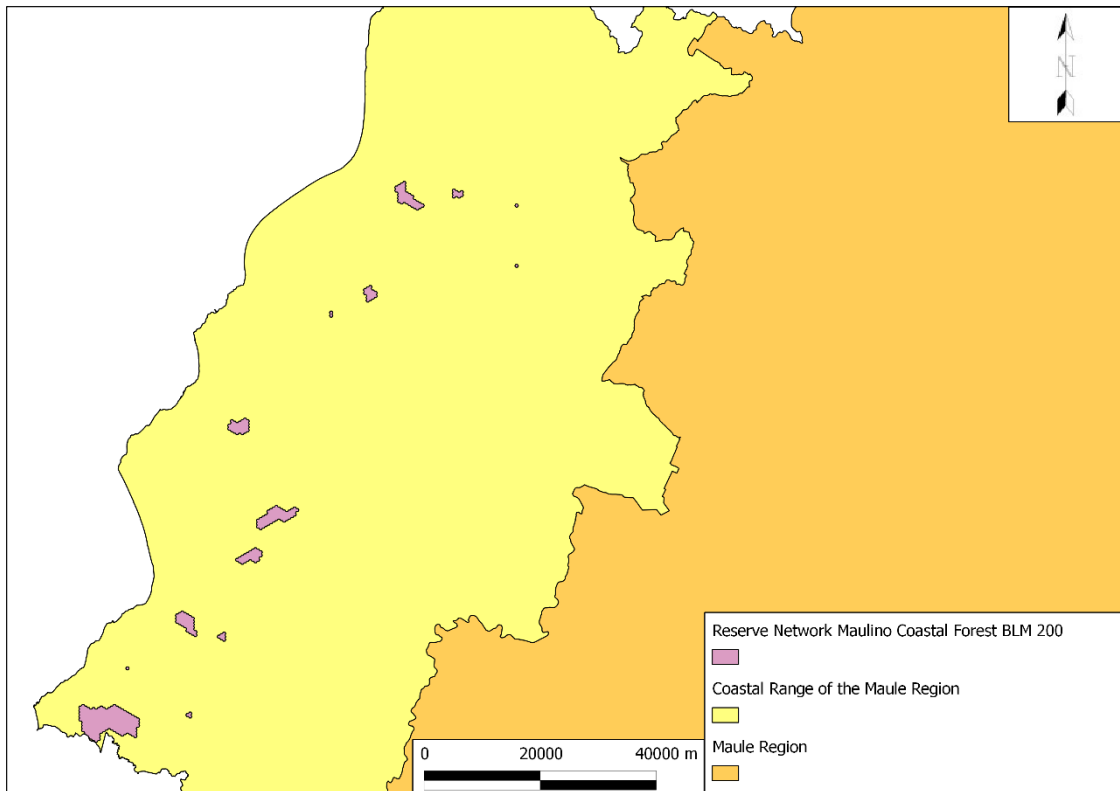 N
Reserve Network Maulino Coastal Forest BLM 200
Coastal Range of the Maule Region
Maule Region
0 20000 40000 m